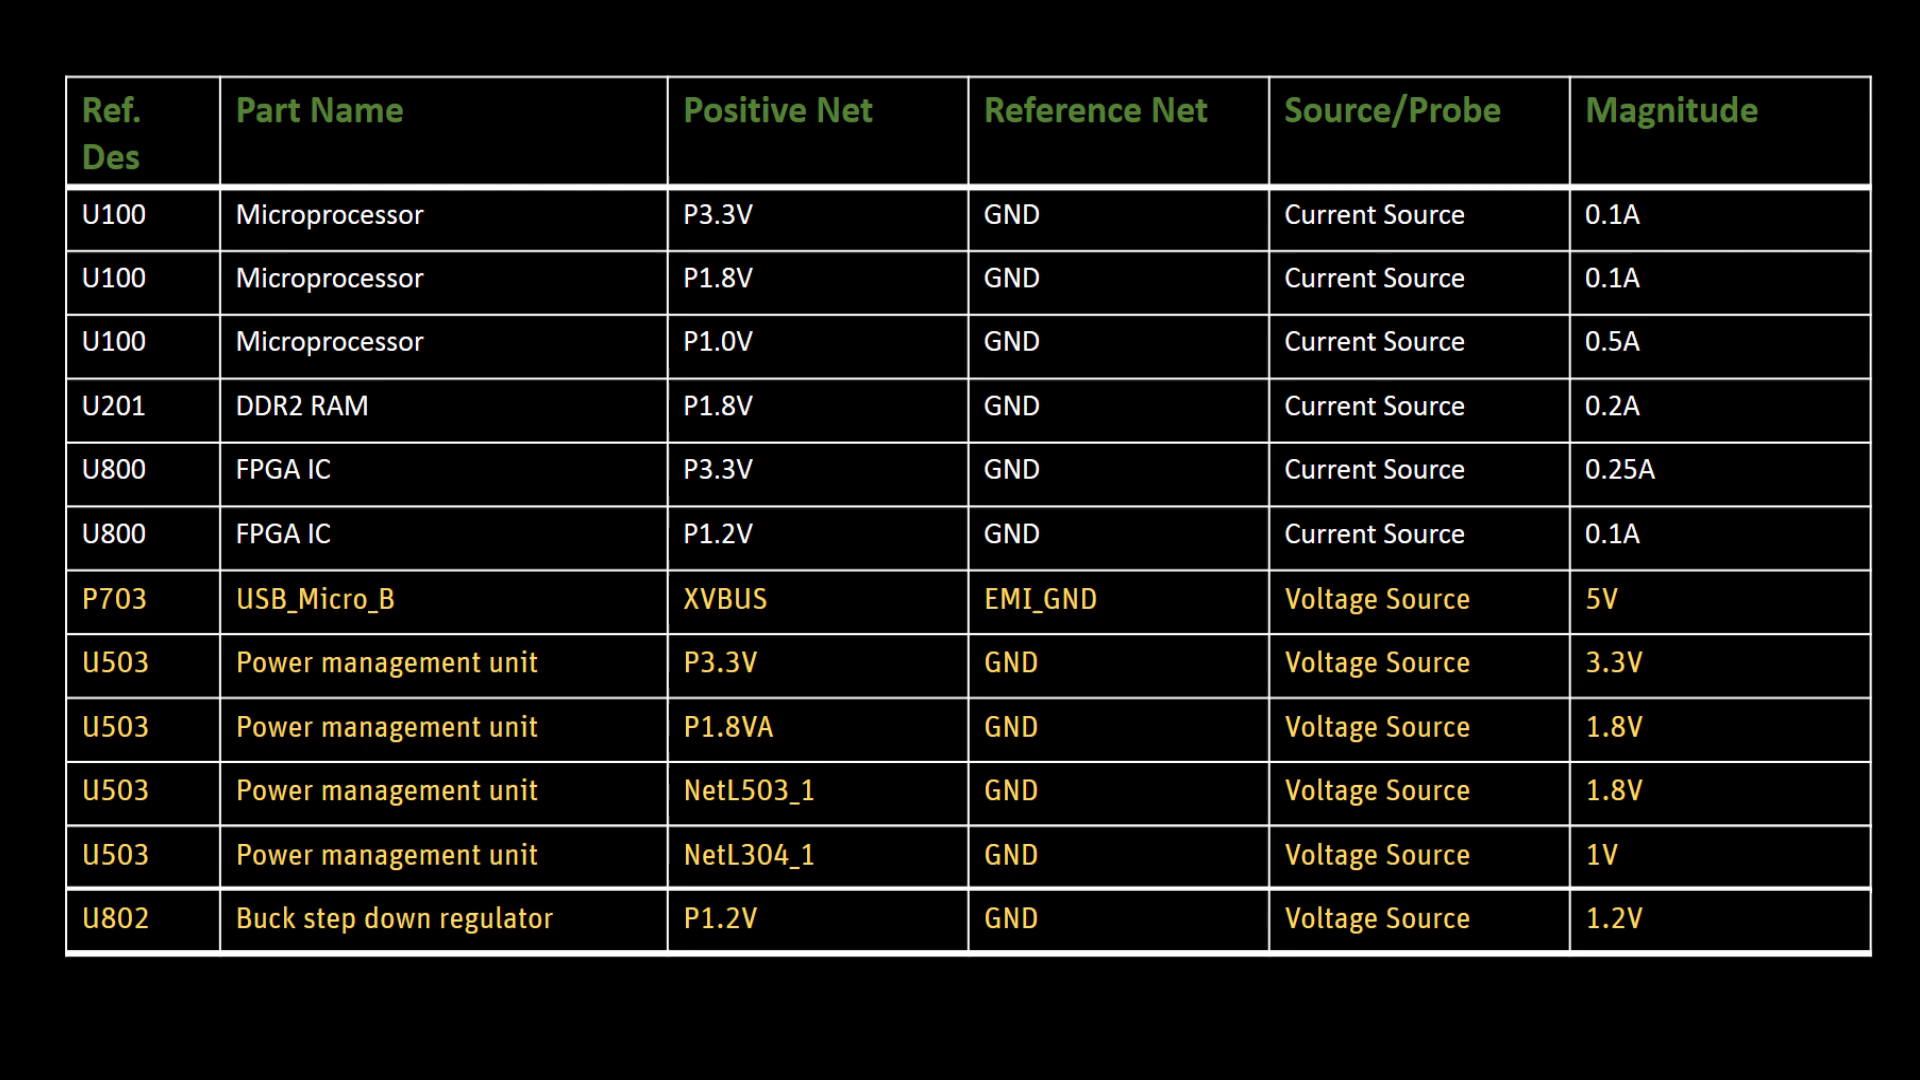 Ref. Des	Part Name	Positive Net	Reference Net	Source/Probe	Magnitude
U100	Microprocessor	P3.3V	GND	Current Source	0.1A
U100	Microprocessor	P1.8V	GND	Current Source	0.1A
U100	Microprocessor	P1.0V	GND	Current Source	0.5A
U201	DDR2 RAM	P1.8V	GND	Current Source	0.2A
U800	FPGA IC	P3.3V	GND	Current Source	0.25A
U800	FPGA IC	P1.2V	GND	Current Source	0.1A
P703	USB_Micro_B	XVBUS	EMI_GND	Voltage Source	5V
U503	Power management unit	P3.3V	GND	Voltage Source	3.3V
U503	Power management unit	P1.8VA	GND	Voltage Source	1.8V
U503	Power management unit	NetL503_1	GND	Voltage Source	1.8V
U503	Power management unit	NetL304_1	GND	Voltage Source	1V
U802	Buck step down regulator	P1.2V	GND	Voltage Source	1.2V